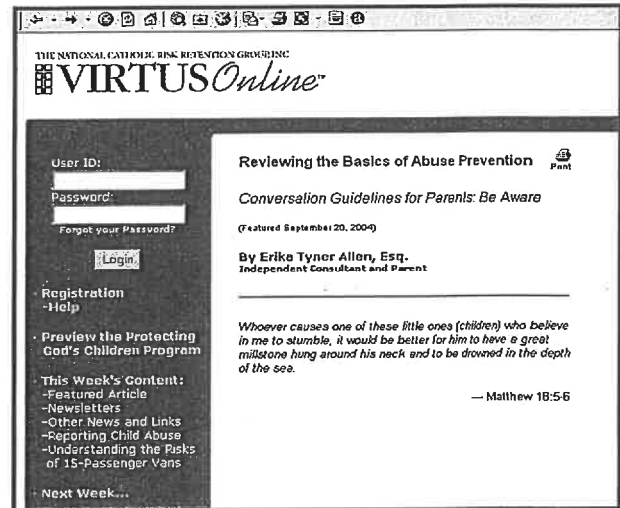 THE NATIONAL CATHOLIC RISK RETENTION GROUP, INC
VIRTUS Online™
User ID:
Password:
Forgot your Password?
Login
· Registration
-Help
· Preview the Protecting
God's Children Program
· This Week's Content:
-Featured Article
-Newsletters
-Other News and Links
-Reporting Child Abuse
-Understanding the Risks
of 15-Passenger Vans
· Next Week...
Reviewing the Basics of Abuse Prevention
Print
Conversation Guidelines for Parents: Be Aware
(Featured September 20, 2004)
By Erika Tyner Allen, Esq.
Independent Consultant and Parent
Whoever causes one of these little ones (children) who believe
in me to stumble, it would be better for him to have a great
millstone hung around his neck and to be drowned in the depth
of the sea.
— Matthew 18:5-6